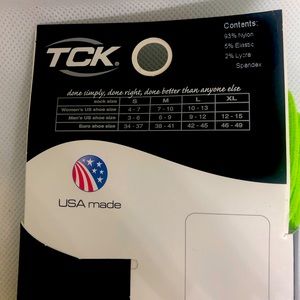 Contents:
93% Nylon
5% Elastic
2% Lycra
Spandex
TCK®
done simply, done right, done better than anyone else
sock size S M L XL
Women's US shoe size 4 - 7 7 - 10 10 - 13
Men's US shoe size 3 - 6 6 - 9 9 - 12 12 - 15
Euro shoe size 34 - 37 38 - 41 42 - 45 46 - 49
USA made